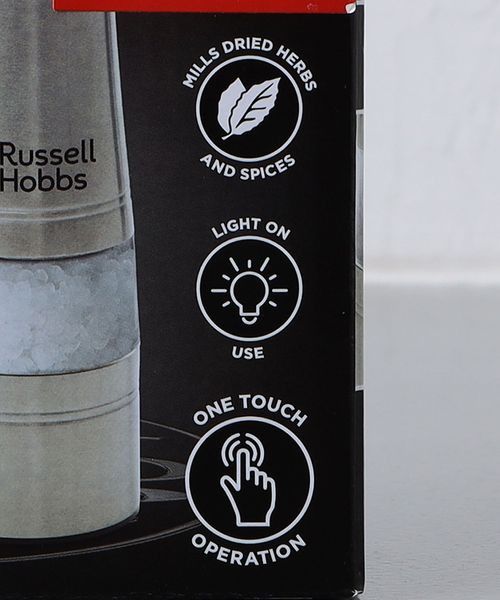 Russell
Hobbs
MILLS DRIED HERBS
AND SPICES
LIGHT ON
USE
ONE TOUCH
OPERATION